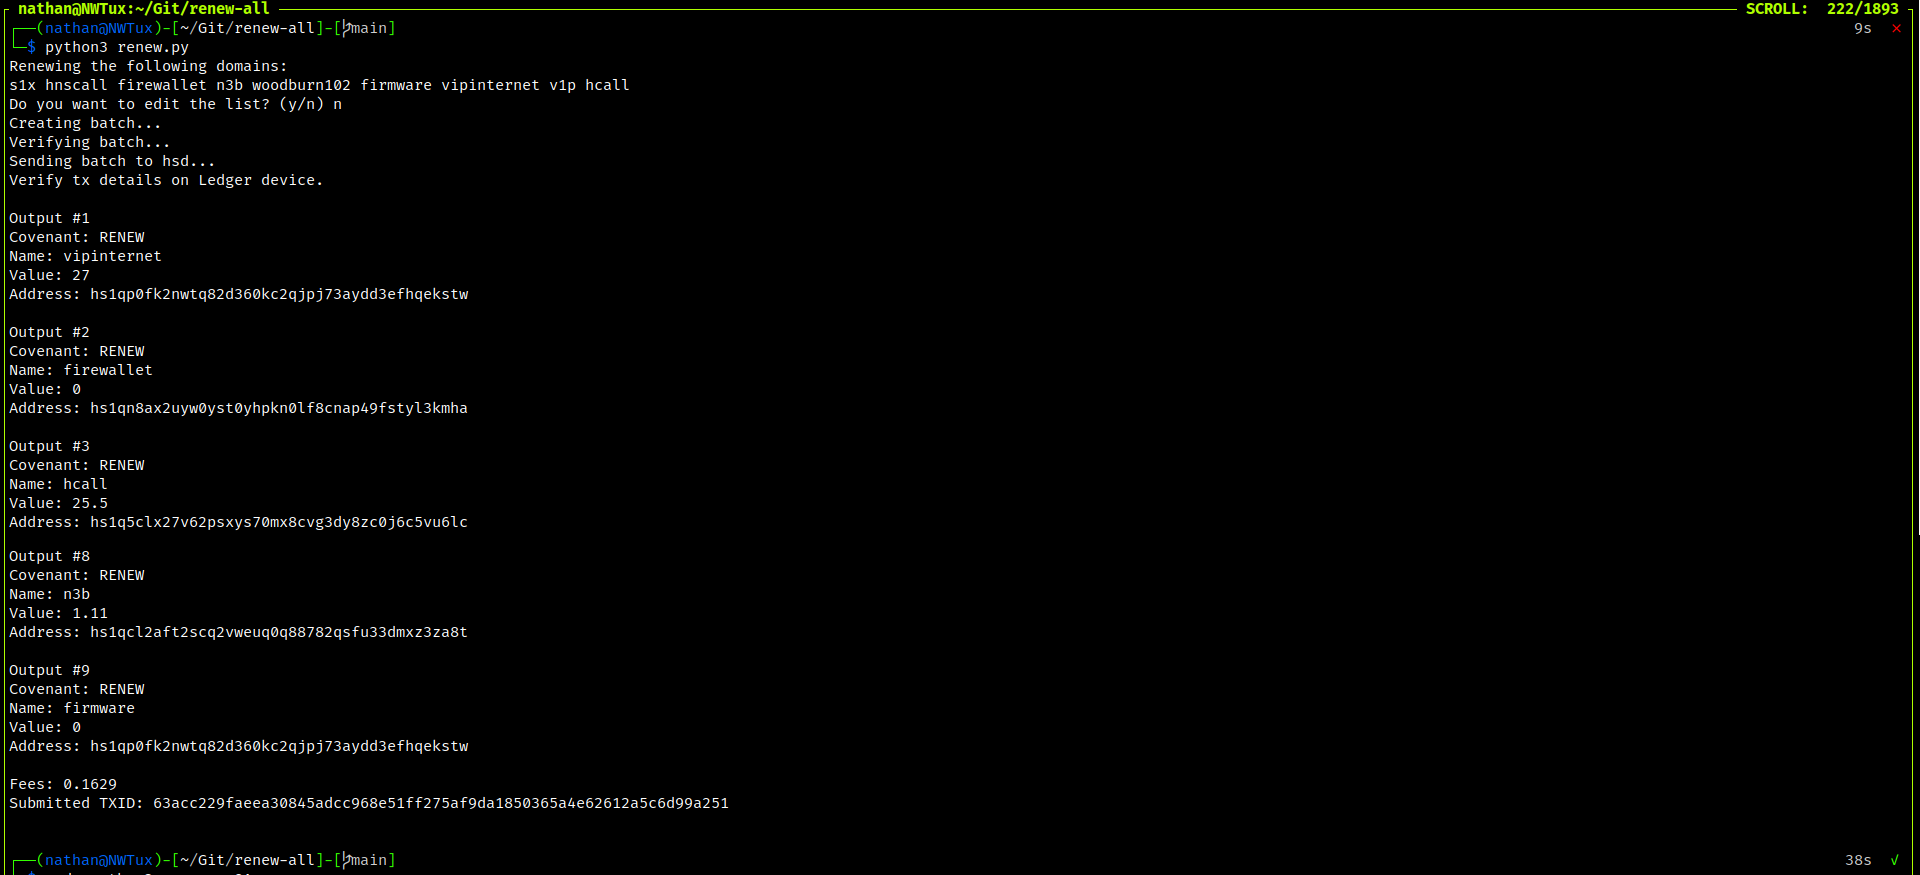 nathan@NWTux:~/Git/renew-all SCROLL: 222/1893
(nathan@NWTux)-[~/Git/renew-all]-[main] 9s ✕
$ python3 renew.py
Renewing the following domains:
s1x hnscall firewallet n3b woodburn102 firmware vipinternet v1p hcall
Do you want to edit the list? (y/n) n
Creating batch...
Verifying batch...
Sending batch to hsd...
Verify tx details on Ledger device.
Output #1
Covenant: RENEW
Name: vipinternet
Value: 27
Address: hs1qp0fk2nwtq82d360kc2qjpj73aydd3efhqekstw
Output #2
Covenant: RENEW
Name: firewallet
Value: 0
Address: hs1qn8ax2uyw0yst0yhpkn0lf8cnap49fstyl3kmha
Output #3
Covenant: RENEW
Name: hcall
Value: 25.5
Address: hs1q5clx27v62psxys70mx8cvg3dy8zc0j6c5vu6lc
Output #8
Covenant: RENEW
Name: n3b
Value: 1.11
Address: hs1qcl2aft2scq2vweuq0q88782qsfu33dmxz3za8t
Output #9
Covenant: RENEW
Name: firmware
Value: 0
Address: hs1qp0fk2nwtq82d360kc2qjpj73aydd3efhqekstw
Fees: 0.1629
Submitted TXID: 63acc229faeea30845adcc968e51ff275af9da1850365a4e62612a5c6d99a251
(nathan@NWTux)-[~/Git/renew-all]-[main] 38s √